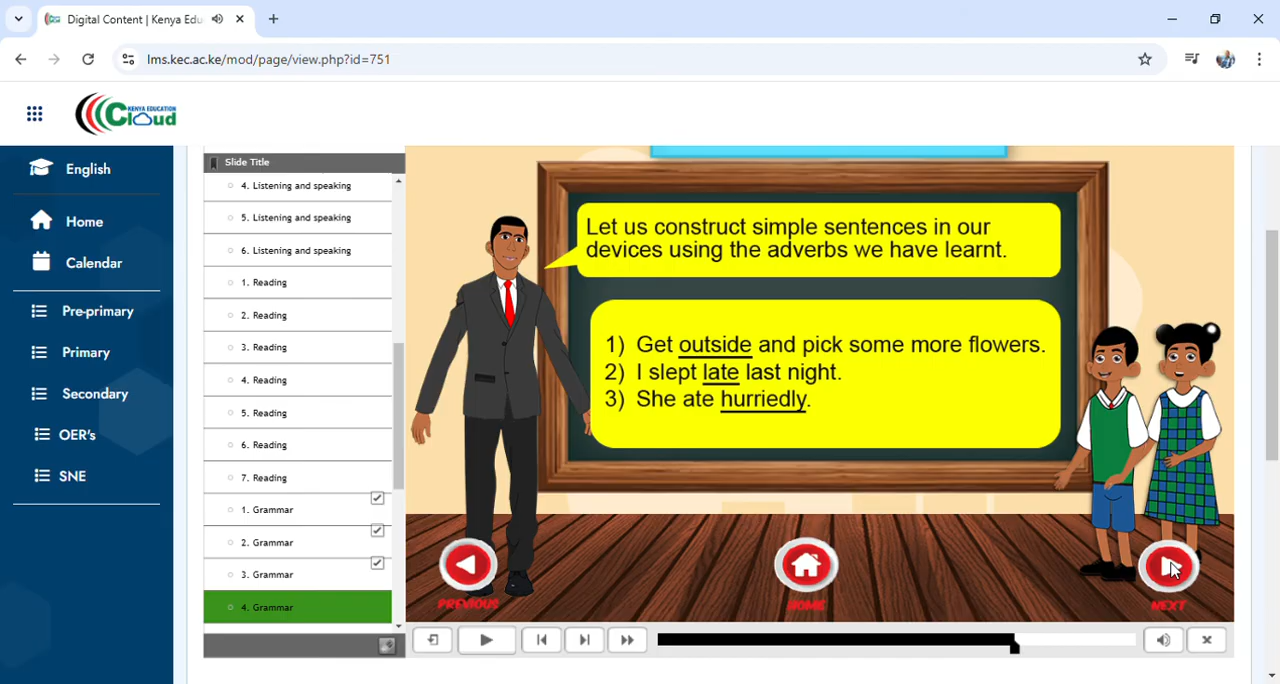 Digital Content | Kenya Edu
lms.kec.ac.ke/mod/page/view.php?id=751
KENYA EDUCATION
Cloud
English
Home
Calendar
Pre-primary
Primary
Secondary
OER's
SNE
Slide Title
4. Listening and speaking
5. Listening and speaking
6. Listening and speaking
1. Reading
2. Reading
3. Reading
4. Reading
5. Reading
6. Reading
7. Reading
1. Grammar
2. Grammar
3. Grammar
4. Grammar
Let us construct simple sentences in our
devices using the adverbs we have learnt.
1) Get outside and pick some more flowers.
2) I slept late last night.
3) She ate hurriedly.
PREVIOUS
HOME
NEXT